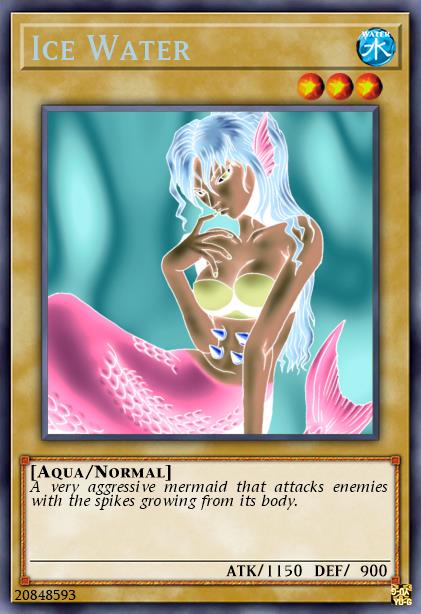 Ice Water
WATER
水
[Aqua/Normal]
A very aggressive mermaid that attacks enemies
with the spikes growing from its body.
ATK/1150 DEF/ 900
20848593